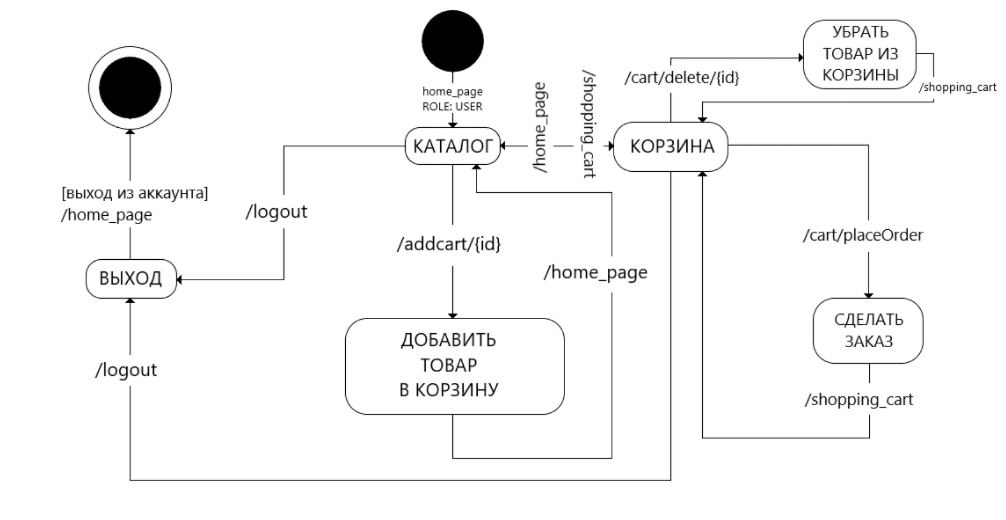 УБРАТЬ
ТОВАР ИЗ
КОРЗИНЫ
/cart/delete/{id}
/shopping_cart
home_page
ROLE: USER
/home_page
/shopping_cart
КАТАЛОГ
КОРЗИНА
[выход из аккаунта]
/home_page
/logout
/addcart/{id}
/cart/placeOrder
/home_page
ВЫХОД
ДОБАВИТЬ
ТОВАР
В КОРЗИНУ
СДЕЛАТЬ
ЗАКАЗ
/logout
/shopping_cart